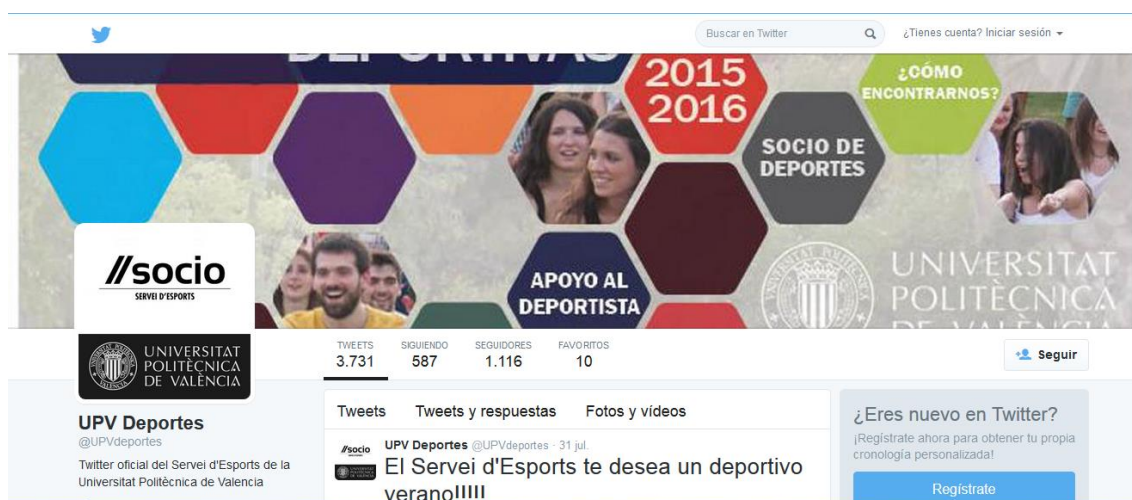 Buscar en Twitter
¿Tienes cuenta? Iniciar sesión
DEPORTIVAS
2015
2016
¿CÓMO
ENCONTRARNOS?
SOCIO DE
DEPORTES
APOYO AL
DEPORTISTA
UNIVERSITAT
POLITÈCNICA
DE VALÈNCIA
//socio
SERVEI D'ESPORTS
UNIVERSITAT
POLITÈCNICA
DE VALÈNCIA
TWEETS SIGUIENDO SEGUIDORES FAVORITOS
3.731 587 1.116 10
Seguir
UPV Deportes
@UPVdeportes
Twitter oficial del Servei d'Esports de la
Universitat Politècnica de Valencia
Tweets Tweets y respuestas Fotos y vídeos
//socio
UPV Deportes @UPVdeportes · 31 jul.
El Servei d'Esports te desea un deportivo
verano!!!!!
¿Eres nuevo en Twitter?
¡Regístrate ahora para obtener tu propia
cronología personalizada!
Regístrate